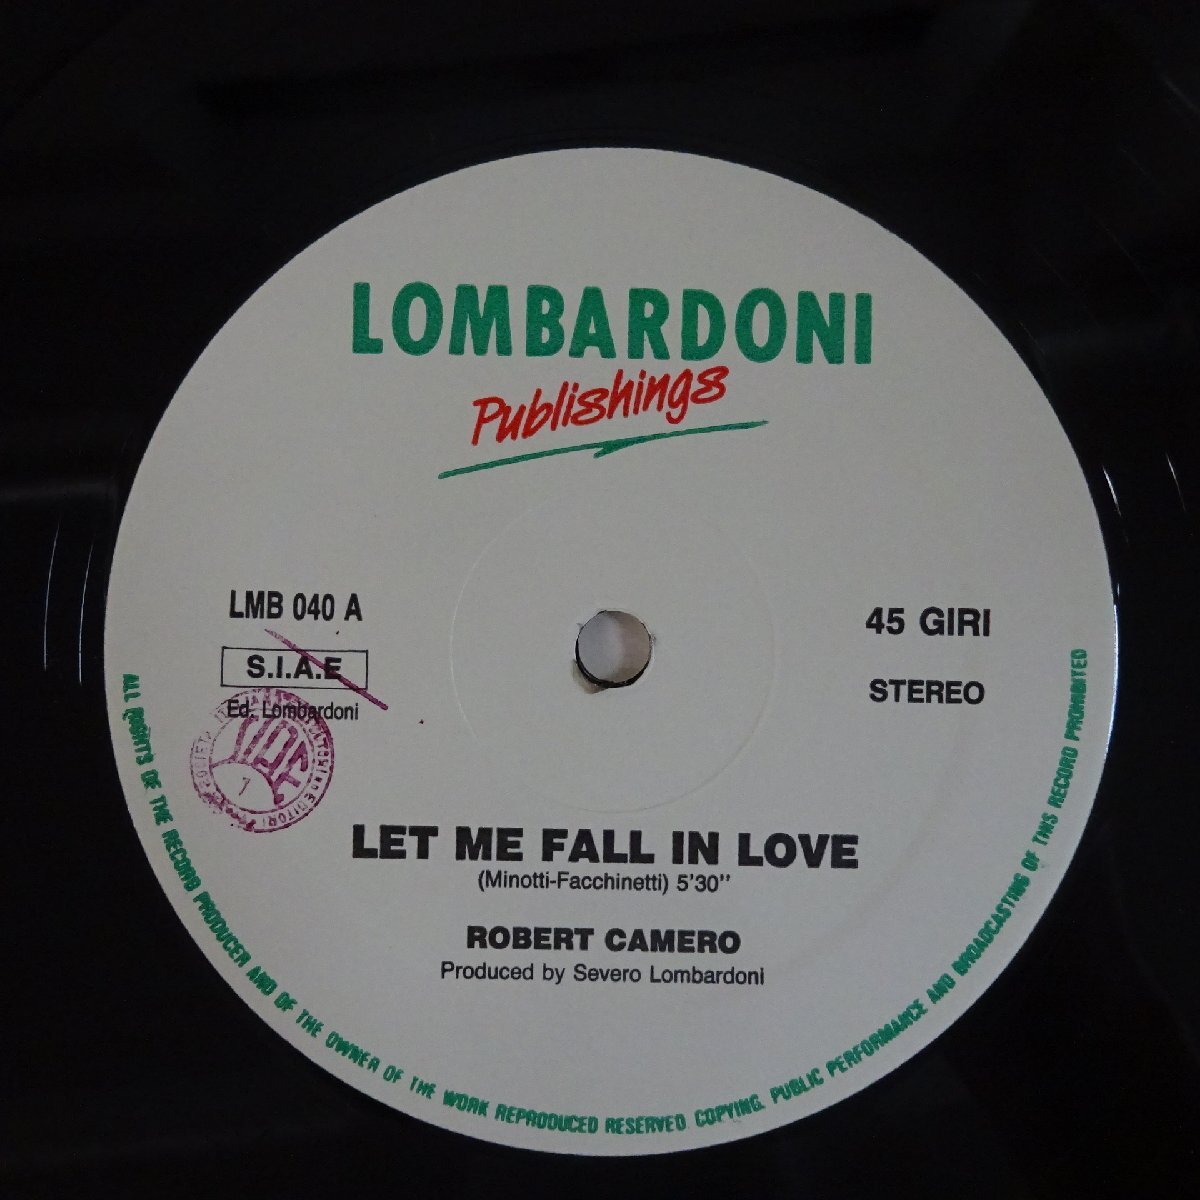 LOMBARDONI
Publishings
LMB 040 A
S.I.A.E
Ed. Lombardoni
45 GIRI
STEREO
LET ME FALL IN LOVE
(Minotti-Facchinetti) 5'30"
ROBERT CAMERO
Produced by Severo Lombardoni
ALL RIGHTS OF THE RECORD PRODUCER AND OF THE OWNER OF THE WORK REPRODUCED RESERVED COPYING, PUBLIC PERFORMANCE AND BROADCASTING OF THIS RECORD PROHIBITED
7
EDITORI